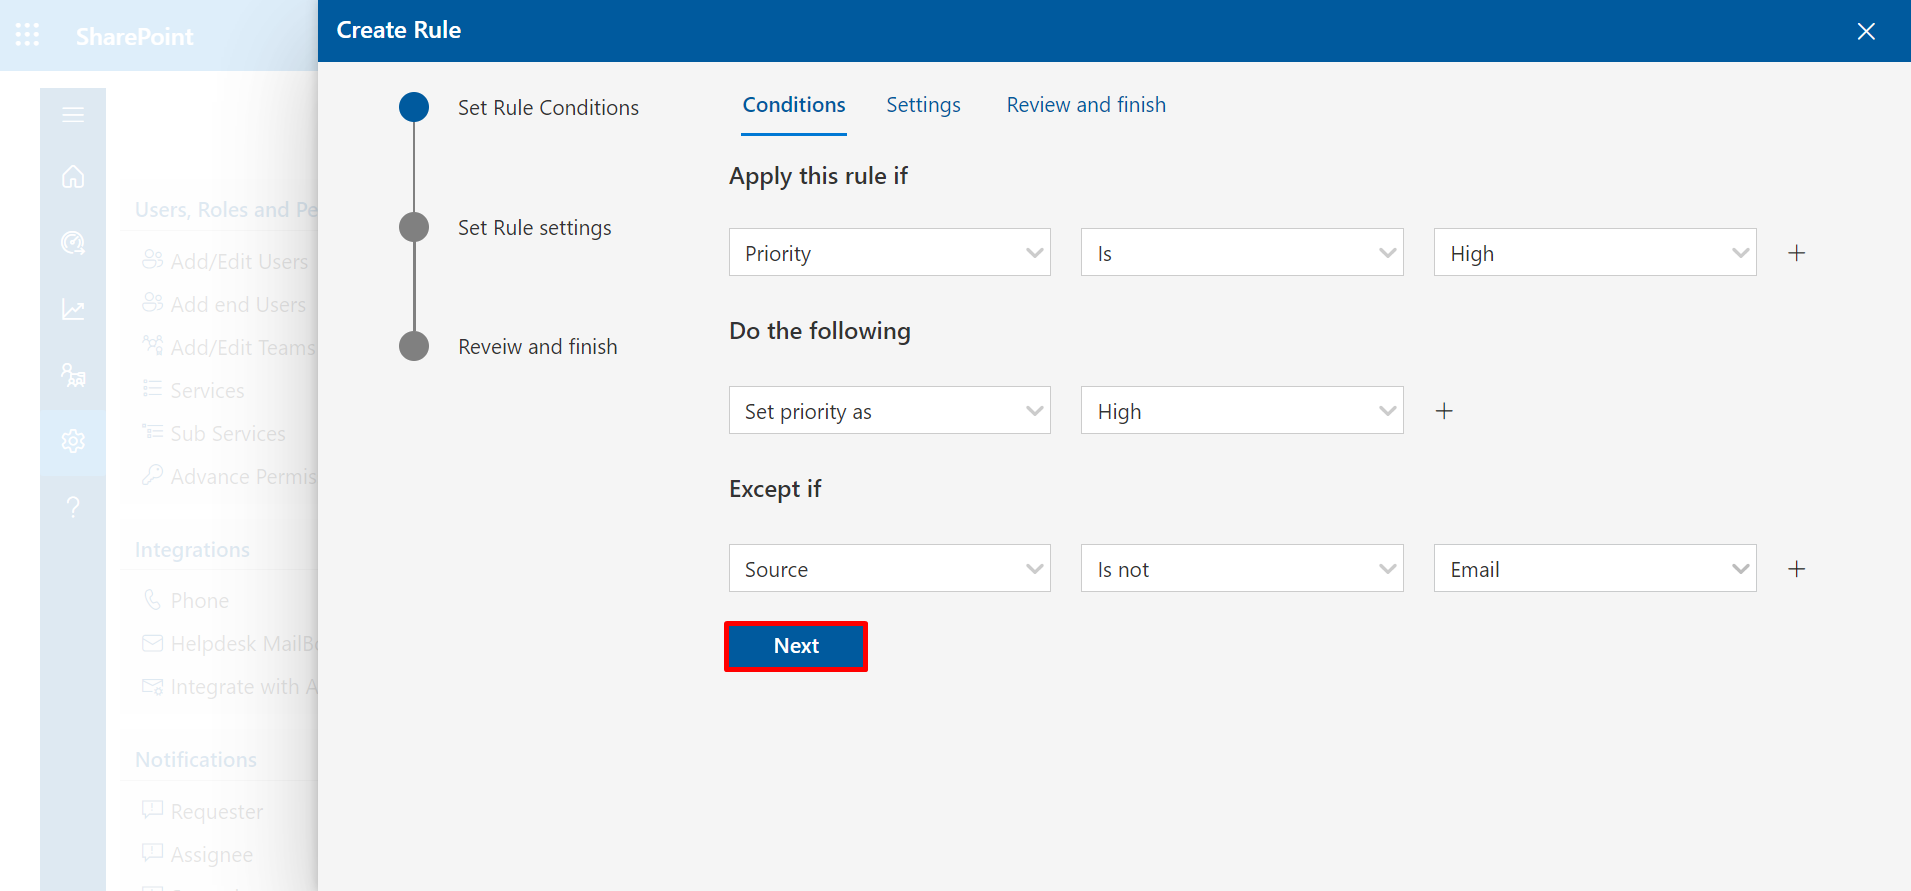 SharePoint
Create Rule
Users, Roles and Pe
Add/Edit Users
Add end Users
Add/Edit Teams
Services
Sub Services
Advance Permis
Integrations
Phone
Helpdesk MailBo
Integrate with A
Notifications
Requester
Assignee
Set Rule Conditions
Set Rule settings
Reveiw and finish
Conditions Settings Review and finish
Apply this rule if
Priority Is High
Do the following
Set priority as High
Except if
Source Is not Email
Next